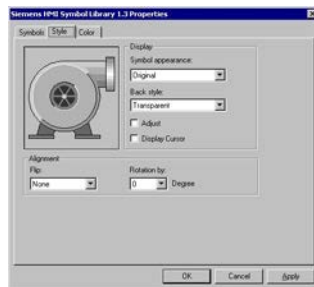 Siemens HMI Symbol Library 1.3 Properties
Symbols Style Color
Display
Symbol appearance:
Original
Back style:
Transparent
Adjust
Display Cursor
Alignment
Flip:
None
Rotation by:
0 Degree
OK Cancel Apply